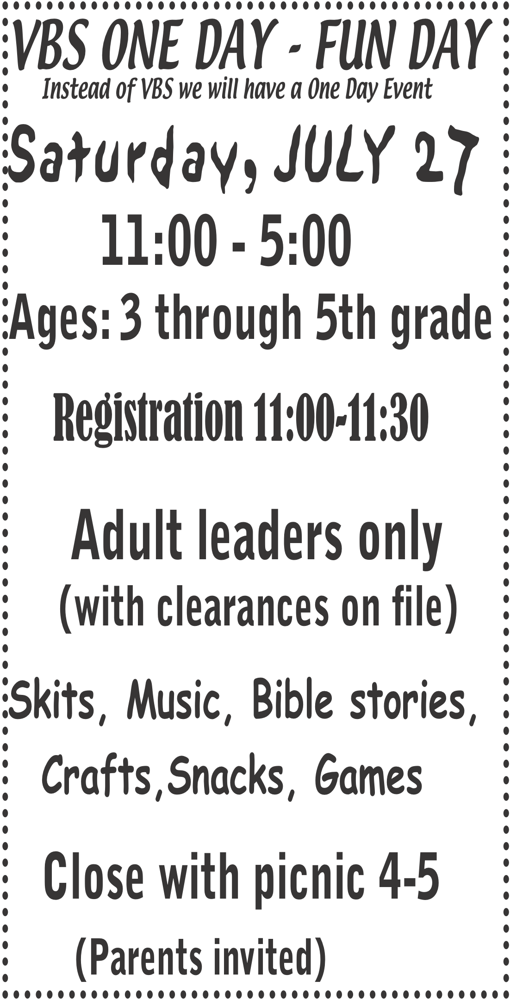 VBS ONE DAY - FUN DAY
Instead of VBS we will have a One Day Event
Saturday, JULY 27
11:00 - 5:00
Ages: 3 through 5th grade
Registration 11:00-11:30
Adult leaders only
(with clearances on file)
Skits, Music, Bible stories,
Crafts,Snacks, Games
Close with picnic 4-5
(Parents invited)